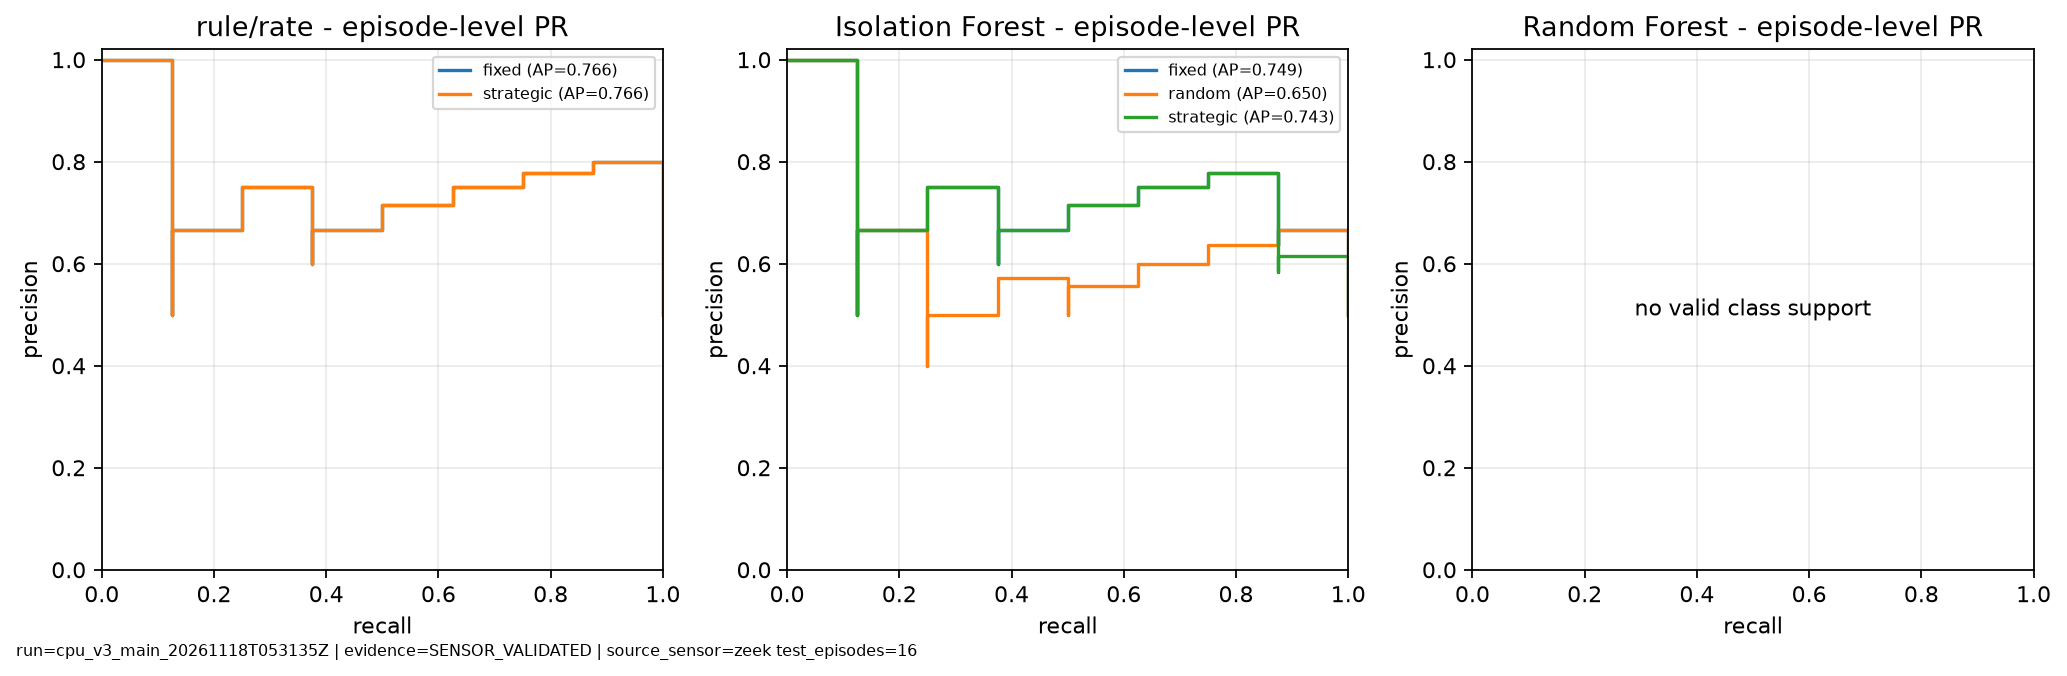 rule/rate - episode-level PR
precision
1.0
0.8
0.6
0.4
0.2
0.0
fixed (AP=0.766)
strategic (AP=0.766)
0.0 0.2 0.4 0.6 0.8 1.0
recall
Isolation Forest - episode-level PR
precision
1.0
0.8
0.6
0.4
0.2
0.0
fixed (AP=0.749)
random (AP=0.650)
strategic (AP=0.743)
0.0 0.2 0.4 0.6 0.8 1.0
recall
Random Forest - episode-level PR
precision
1.0
0.8
0.6
0.4
0.2
0.0
no valid class support
0.0 0.2 0.4 0.6 0.8 1.0
recall
run=cpu_v3_main_20261118T053135Z | evidence=SENSOR_VALIDATED | source_sensor=zeek test_episodes=16